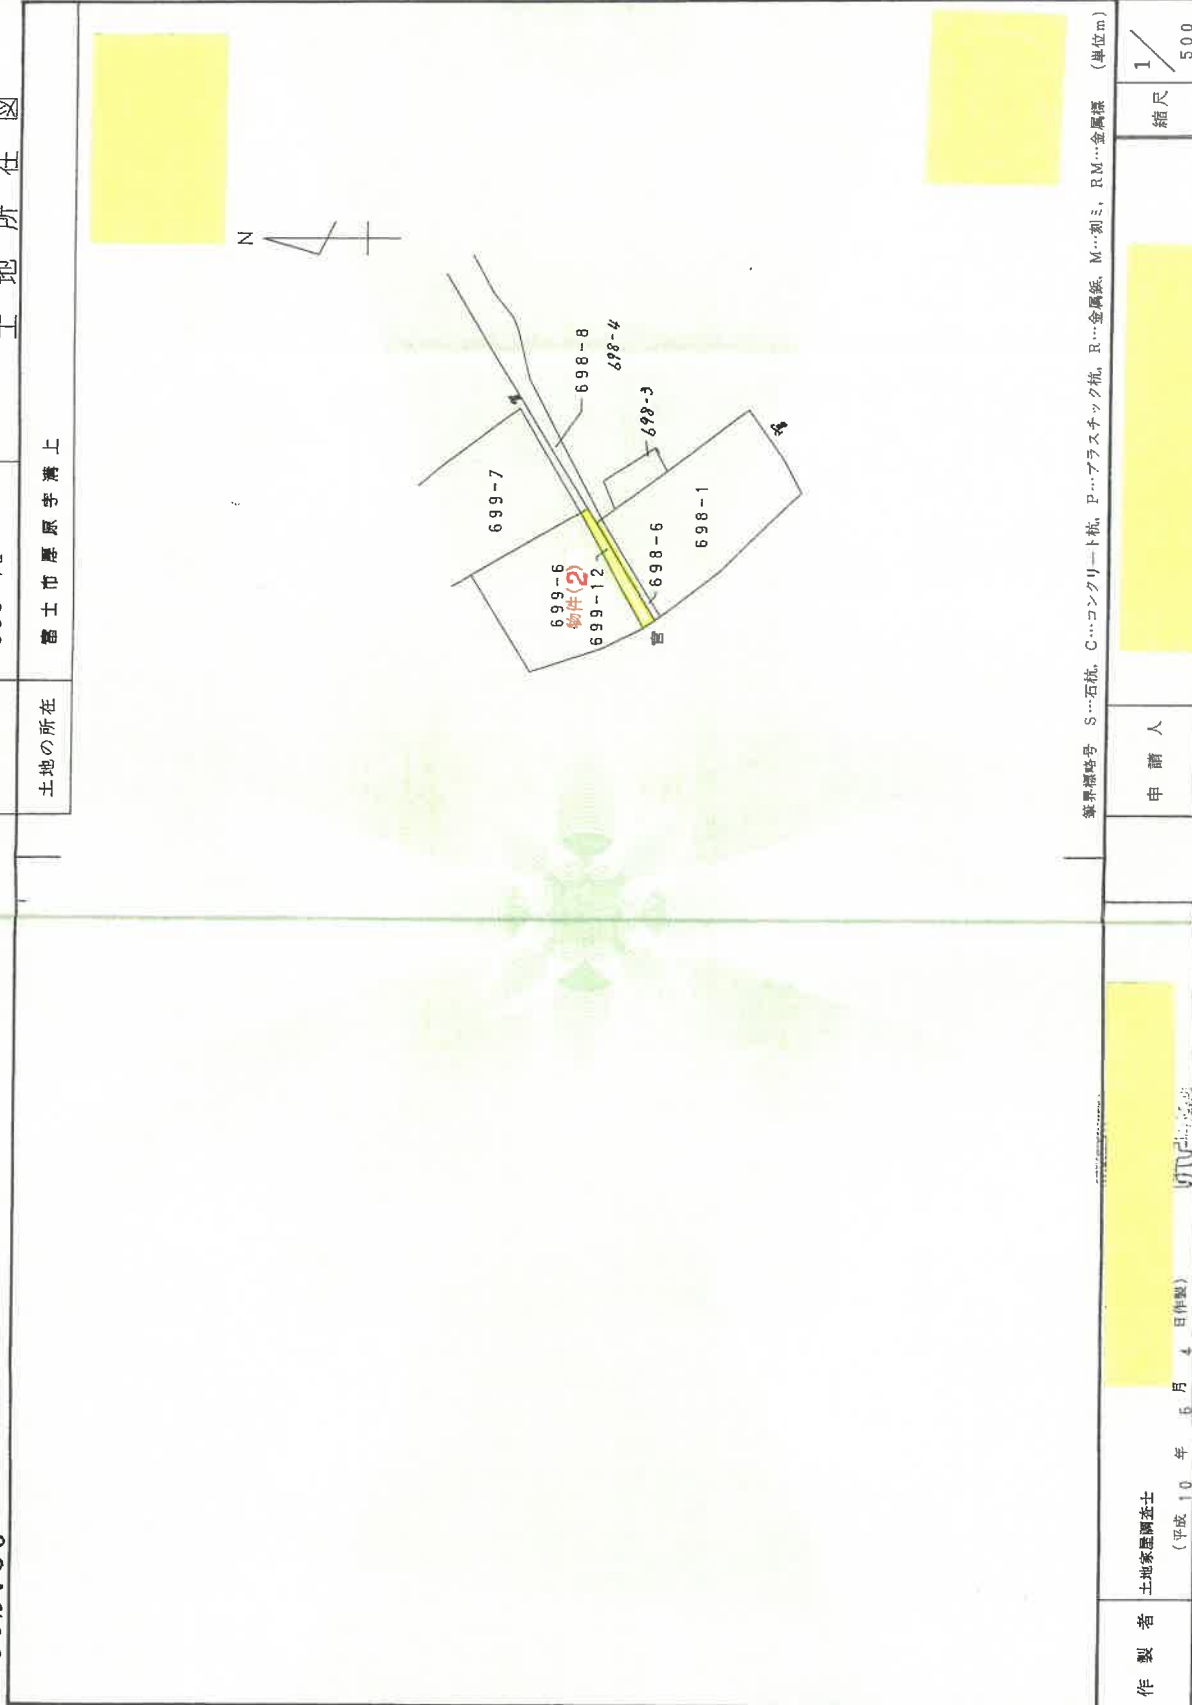 土地所在図
土地の所在
富士市厚原字溝上
N
699-7
698-8
698-4
698-3
699-6
物件(2)
699-12
698-6
698-1
官
筆界標略号 S…石杭, C…コンクリート杭, P…プラスチック杭, R…金属鋲, M…刻ミ, RM…金属標 (単位m)
作製者
土地家屋調査士
(平成 10 年 6 月 4 日作製)
申請人
縮尺
1/500